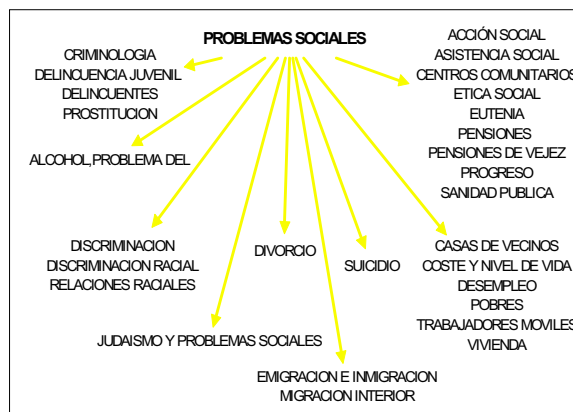 PROBLEMAS SOCIALES
CRIMINOLOGIA
DELINCUENCIA JUVENIL
DELINCUENTES
PROSTITUCION
ACCIÓN SOCIAL
ASISTENCIA SOCIAL
CENTROS COMUNITARIOS
ETICA SOCIAL
EUTENIA
PENSIONES
PENSIONES DE VEJEZ
PROGRESO
SANIDAD PUBLICA
ALCOHOL, PROBLEMA DEL
DISCRIMINACION
DISCRIMINACION RACIAL
RELACIONES RACIALES
DIVORCIO
SUICIDIO
CASAS DE VECINOS
COSTE Y NIVEL DE VIDA
DESEMPLEO
POBRES
TRABAJADORES MOVILES
VIVIENDA
JUDAISMO Y PROBLEMAS SOCIALES
EMIGRACION E INMIGRACION
MIGRACION INTERIOR